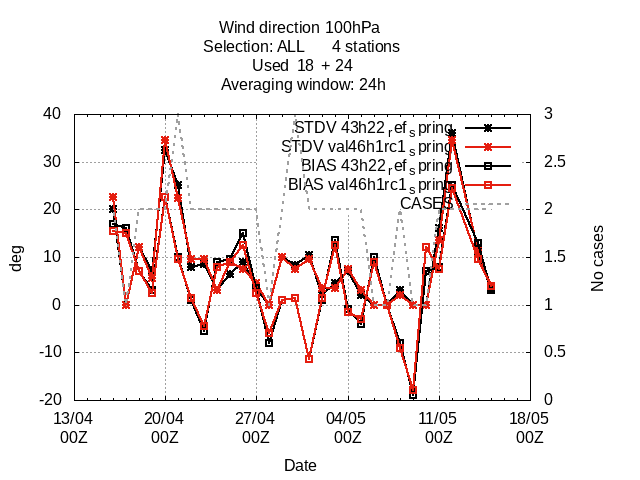 Wind direction 100hPa
Selection: ALL 4 stations
Used 18 + 24
Averaging window: 24h
40 3
STDV 43h22_ref_spring
30 2.5
STDV val46h1rc1_spring
BIAS 43h22_ref_spring
BIAS val46h1rc1_spring
20 2
CASES
10 1.5
deg
No cases
0 1
-10 0.5
-20 0
13/04 20/04 27/04 04/05 11/05 18/05
00Z 00Z 00Z 00Z 00Z 00Z
Date